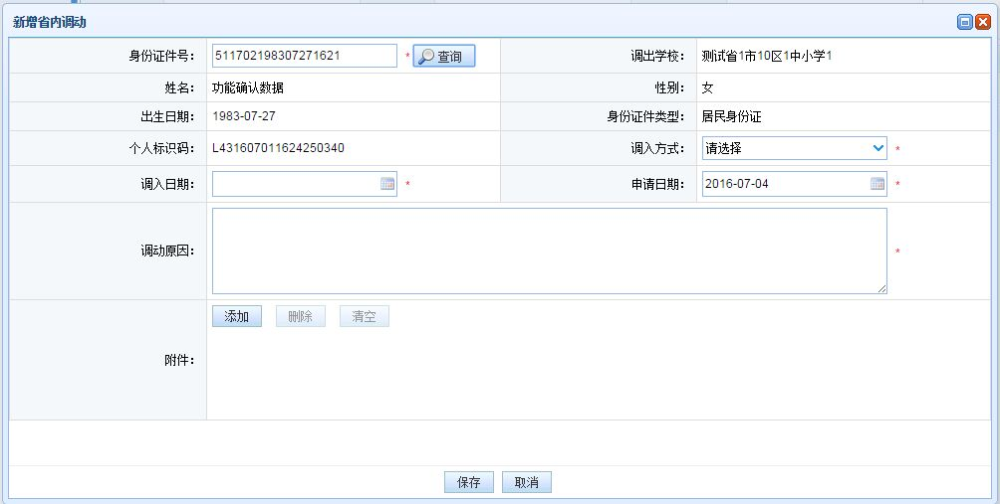 新增省内调动
身份证件号： 511702198307271621 * 查询 调出学校： 测试省1市10区1中小学1
姓名： 功能确认数据 性别： 女
出生日期： 1983-07-27 身份证件类型： 居民身份证
个人标识码： L431607011624250340 调入方式： 请选择 *
调入日期： * 申请日期： 2016-07-04 *
调动原因： *
添加 删除 清空
附件：
保存 取消